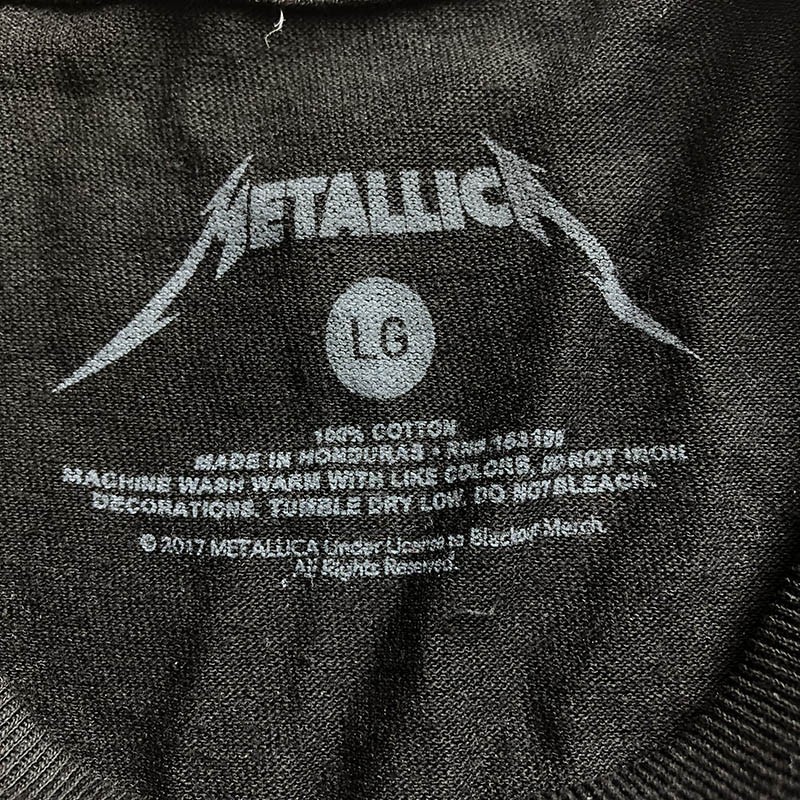 METALLICA
LG
100% COTTON
MADE IN HONDURAS • RN#
MACHINE WASH WARM WITH LIKE COLORS, DO NOT IRON
DECORATIONS, TUMBLE DRY LOW, DO NOT BLEACH.
© 2017 METALLICA Under License to Blackout Merch.
All Rights Reserved.